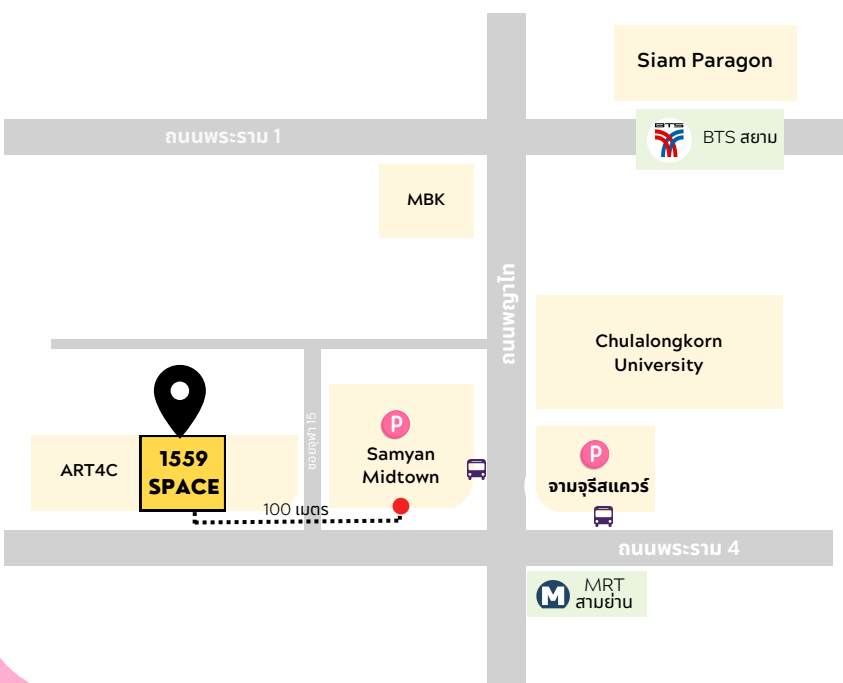 Siam Paragon
ถนนพระราม 1
BTS
BTS สยาม
MBK
ถนนพญาไท
Chulalongkorn
University
ซอยจุฬา 15
P
Samyan
Midtown
P
จามจุรีสแควร์
ART4C
1559
SPACE
100 เมตร
ถนนพระราม 4
M
MRT
สามย่าน